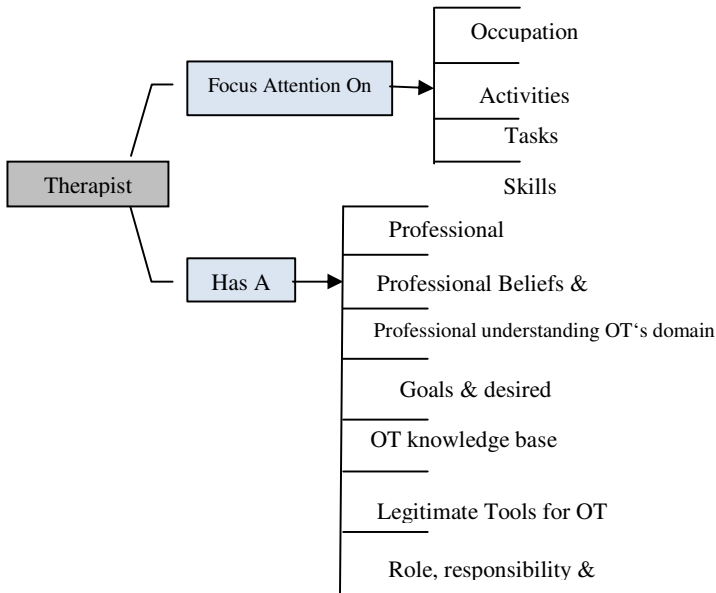 Occupation
Focus Attention On
Activities
Tasks
Therapist
Skills
Professional
Has A
Professional Beliefs &
Professional understanding OT‘s domain
Goals & desired
OT knowledge base
Legitimate Tools for OT
Role, responsibility &